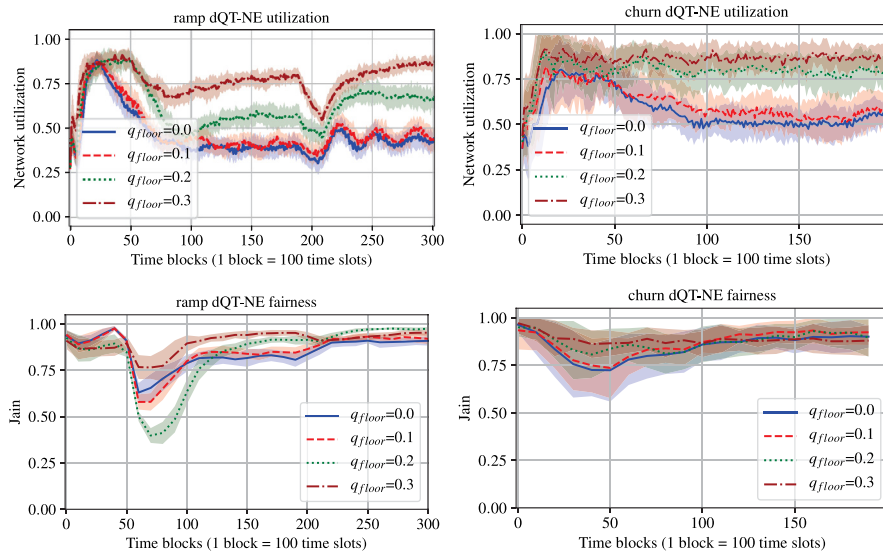 ramp dQT-NE utilization
Network utilization
1.00
0.75
0.50
0.25
0.00
q_floor=0.0
q_floor=0.1
q_floor=0.2
q_floor=0.3
0 50 100 150 200 250 300
Time blocks (1 block = 100 time slots)
churn dQT-NE utilization
Network utilization
1.00
0.75
0.50
0.25
0.00
q_floor=0.0
q_floor=0.1
q_floor=0.2
q_floor=0.3
0 50 100 150
Time blocks (1 block = 100 time slots)
ramp dQT-NE fairness
Jain
1.00
0.75
0.50
0.25
0.00
q_floor=0.0
q_floor=0.1
q_floor=0.2
q_floor=0.3
0 50 100 150 200 250 300
Time blocks (1 block = 100 time slots)
churn dQT-NE fairness
Jain
1.00
0.75
0.50
0.25
0.00
q_floor=0.0
q_floor=0.1
q_floor=0.2
q_floor=0.3
0 50 100 150
Time blocks (1 block = 100 time slots)